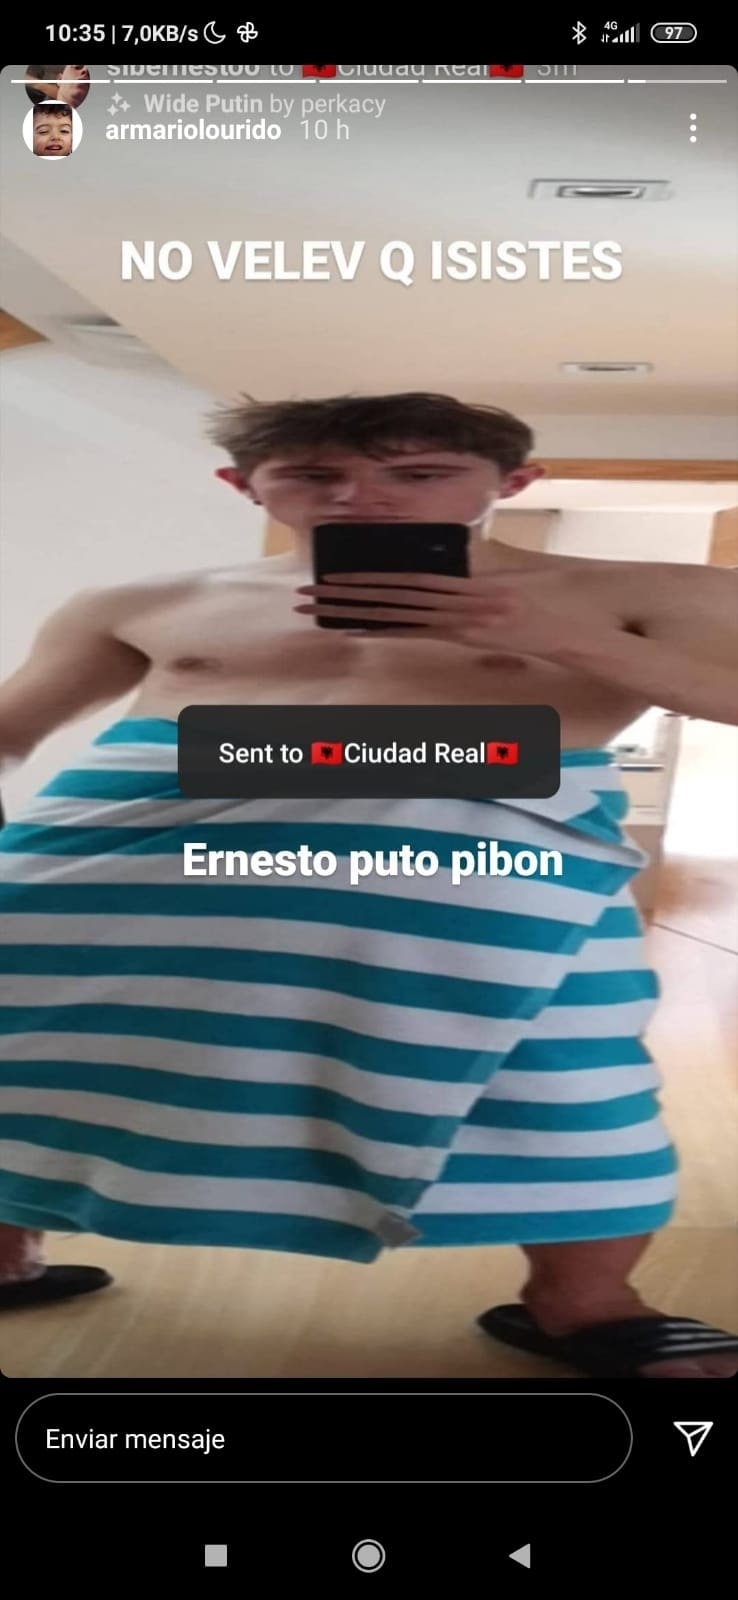 10:35 | 7,0KB/s
4G
97
sibernesto0 to 🇦🇱Ciudad Real🇦🇱 3m
Wide Putin by perkacy
armariolourido 10 h
NO VELEV Q ISISTES
Sent to 🇦🇱Ciudad Real🇦🇱
Ernesto puto pibon
Enviar mensaje